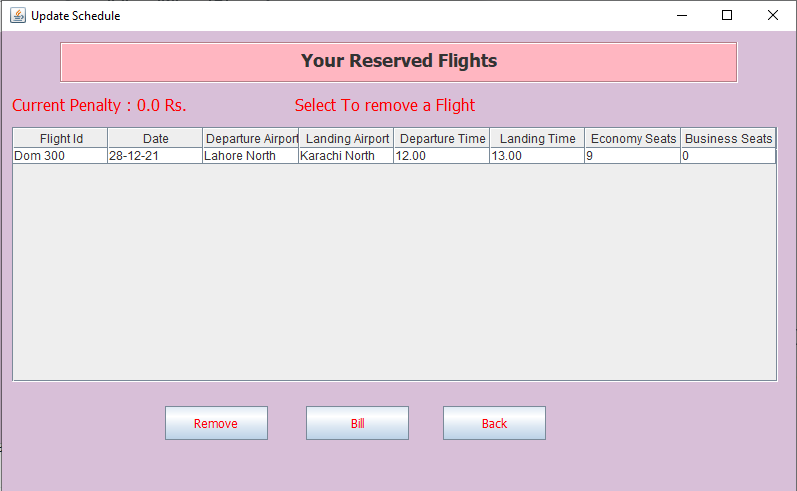 Update Schedule
Your Reserved Flights
Current Penalty : 0.0 Rs. Select To remove a Flight
Flight Id Date Departure Airport Landing Airport Departure Time Landing Time Economy Seats Business Seats
Dom 300 28-12-21 Lahore North Karachi North 12.00 13.00 9 0
Remove Bill Back